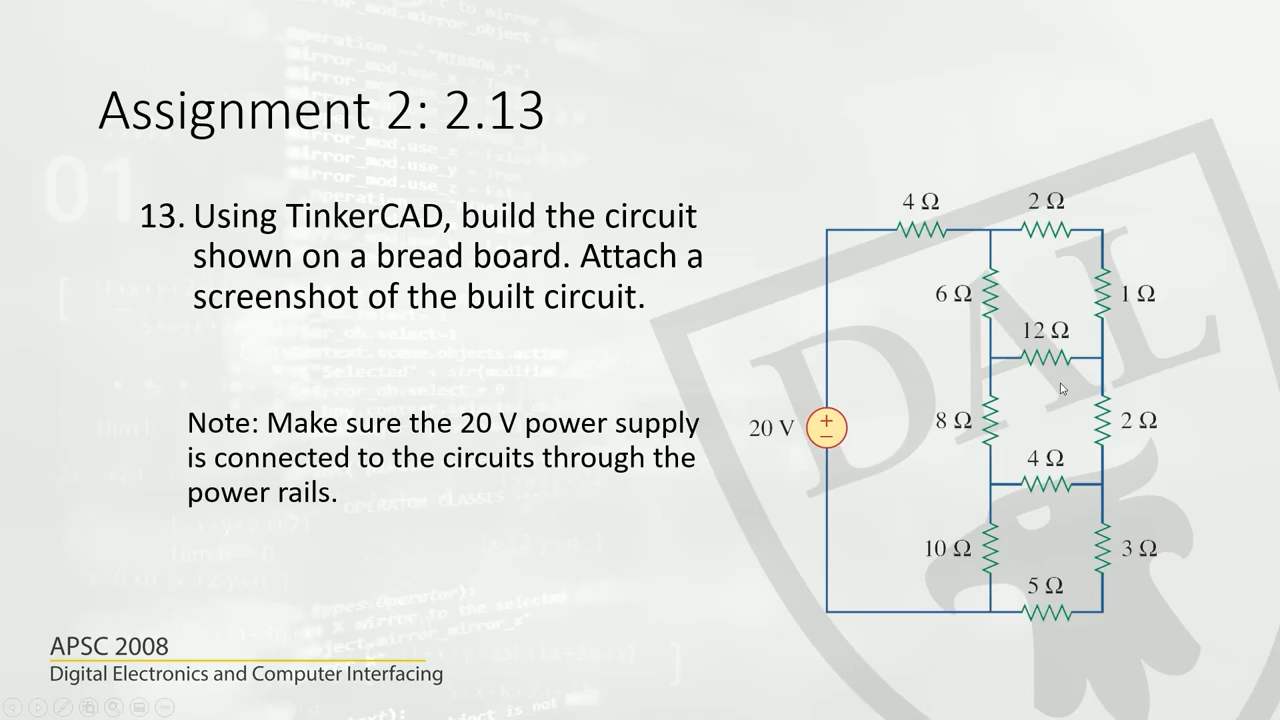 Assignment 2: 2.13
13. Using TinkerCAD, build the circuit
shown on a bread board. Attach a
screenshot of the built circuit.
Note: Make sure the 20 V power supply
is connected to the circuits through the
power rails.
4 Ω
2 Ω
6 Ω
1 Ω
12 Ω
20 V
+
−
8 Ω
2 Ω
4 Ω
10 Ω
3 Ω
5 Ω
DAL
01
APSC 2008
Digital Electronics and Computer Interfacing